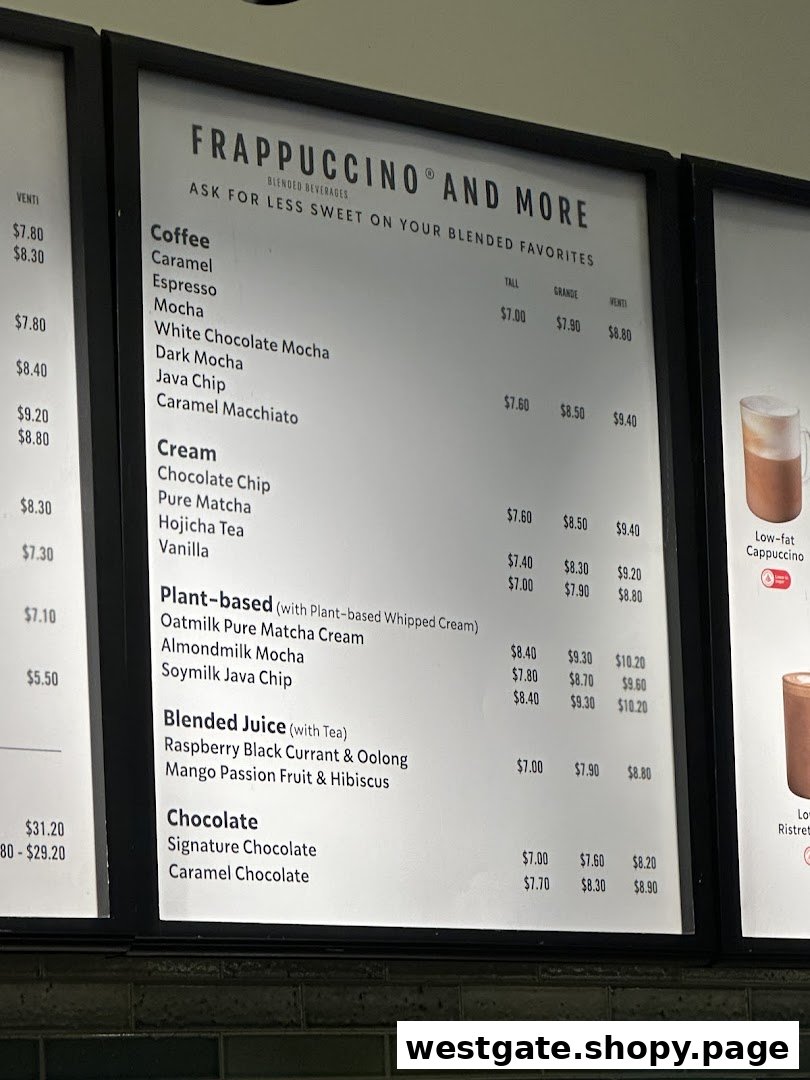 VENTI
$7.80
$8.30
$7.80
$8.40
$9.20
$8.80
$8.30
$7.30
$7.10
$5.50
$31.20
80 - $29.20
FRAPPUCCINO® AND MORE
BLENDED BEVERAGES
ASK FOR LESS SWEET ON YOUR BLENDED FAVORITES
TALL GRANDE VENTI
Coffee
Caramel $7.00 $7.90 $8.80
Espresso
Mocha
White Chocolate Mocha
Dark Mocha $7.60 $8.50 $9.40
Java Chip
Caramel Macchiato
Cream
Chocolate Chip $7.60 $8.50 $9.40
Pure Matcha
Hojicha Tea $7.40 $8.30 $9.20
Vanilla $7.00 $7.90 $8.80
Plant-based (with Plant-based Whipped Cream)
Oatmilk Pure Matcha Cream $8.40 $9.30 $10.20
Almondmilk Mocha $7.80 $8.70 $9.60
Soymilk Java Chip $8.40 $9.30 $10.20
Blended Juice (with Tea)
Raspberry Black Currant & Oolong $7.00 $7.90 $8.80
Mango Passion Fruit & Hibiscus
Chocolate
Signature Chocolate $7.00 $7.60 $8.20
Caramel Chocolate $7.70 $8.30 $8.90
Low-fat
Cappuccino
Lo
Ristret
westgate.shopy.page